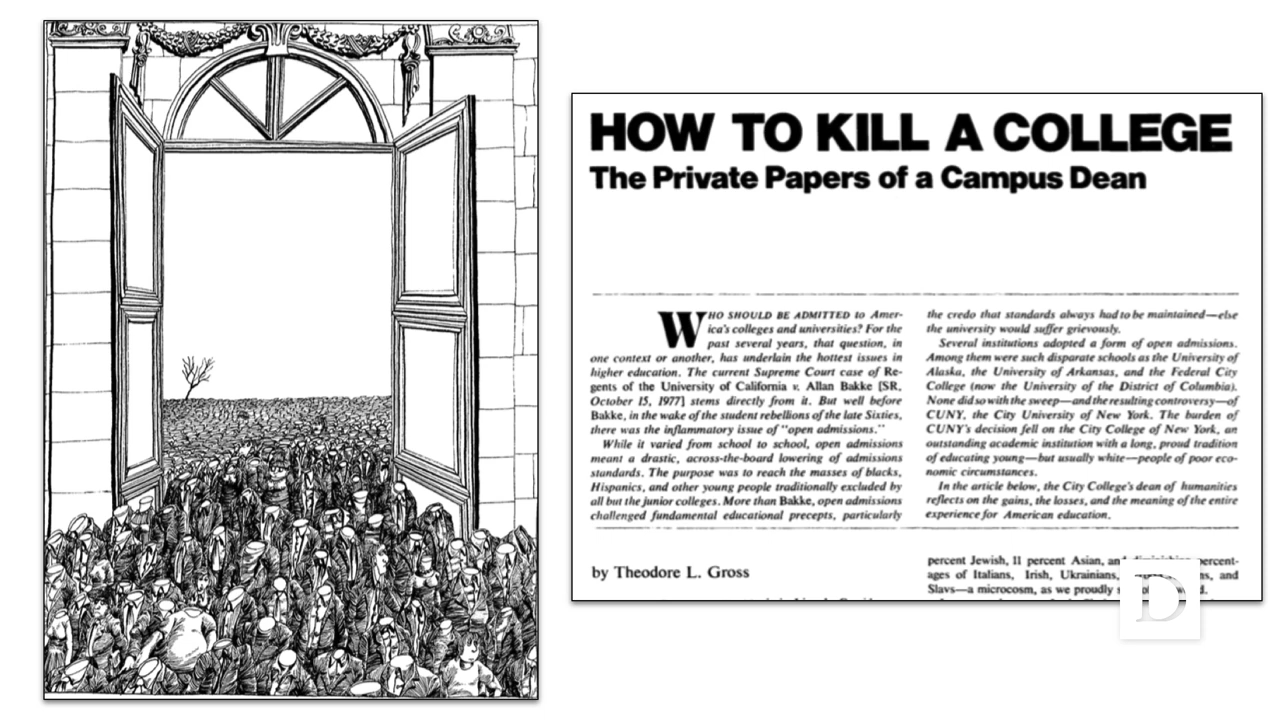 HOW TO KILL A COLLEGE
The Private Papers of a Campus Dean
WHO SHOULD BE ADMITTED to Amer-
ica's colleges and universities? For the
past several years, that question, in
one context or another, has underlain the hottest issues in
higher education. The current Supreme Court case of Re-
gents of the University of California v. Allan Bakke [SR,
October 15, 1977] stems directly from it. But well before
Bakke, in the wake of the student rebellions of the late Sixties,
there was the inflammatory issue of "open admissions."
While it varied from school to school, open admissions
meant a drastic, across-the-board lowering of admissions
standards. The purpose was to reach the masses of blacks,
Hispanics, and other young people traditionally excluded by
all but the junior colleges. More than Bakke, open admissions
challenged fundamental educational precepts, particularly
the credo that standards always had to be maintained—else
the university would suffer grievously.
Several institutions adopted a form of open admissions.
Among them were such disparate schools as the University of
Alaska, the University of Arkansas, and the Federal City
College (now the University of the District of Columbia).
None did so with the sweep—and the resulting controversy—of
CUNY, the City University of New York. The burden of
CUNY's decision fell on the City College of New York, an
outstanding academic institution with a long, proud tradition
of educating young—but usually white—people of poor eco-
nomic circumstances.
In the article below, the City College's dean of humanities
reflects on the gains, the losses, and the meaning of the entire
experience for American education.
by Theodore L. Gross
percent Jewish, 11 percent Asian, and percent-
ages of Italians, Irish, Ukrainians, and
Slavs—a microcosm, as we proudly
D